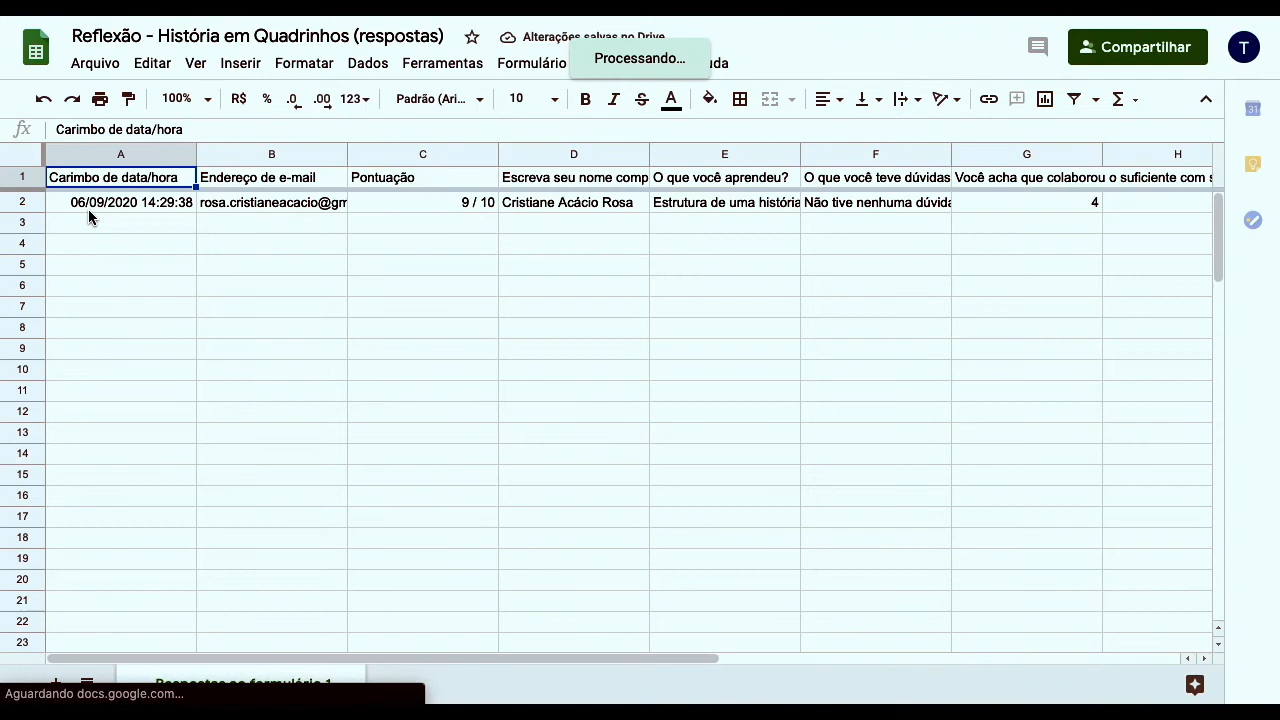 Reflexão - História em Quadrinhos (respostas)
Alterações salvas no Drive
Processando...
Compartilhar
T
Arquivo Editar Ver Inserir Formatar Dados Ferramentas Formulário
100% R$ % .0 .00 123 Padrão (Ari... 10 B I S A
fx Carimbo de data/hora
A B C D E F G H
1 Carimbo de data/hora Endereço de e-mail Pontuação Escreva seu nome comp O que você aprendeu? O que você teve dúvidas Você acha que colaborou o suficiente com s
2 06/09/2020 14:29:38 rosa.cristianeacacio@gm 9 / 10 Cristiane Acácio Rosa Estrutura de uma história Não tive nenhuma dúvida 4
3
4
5
6
7
8
9
10
11
12
13
14
15
16
17
18
19
20
21
22
23
Respostas ao formulário 1
Aguardando docs.google.com...
31